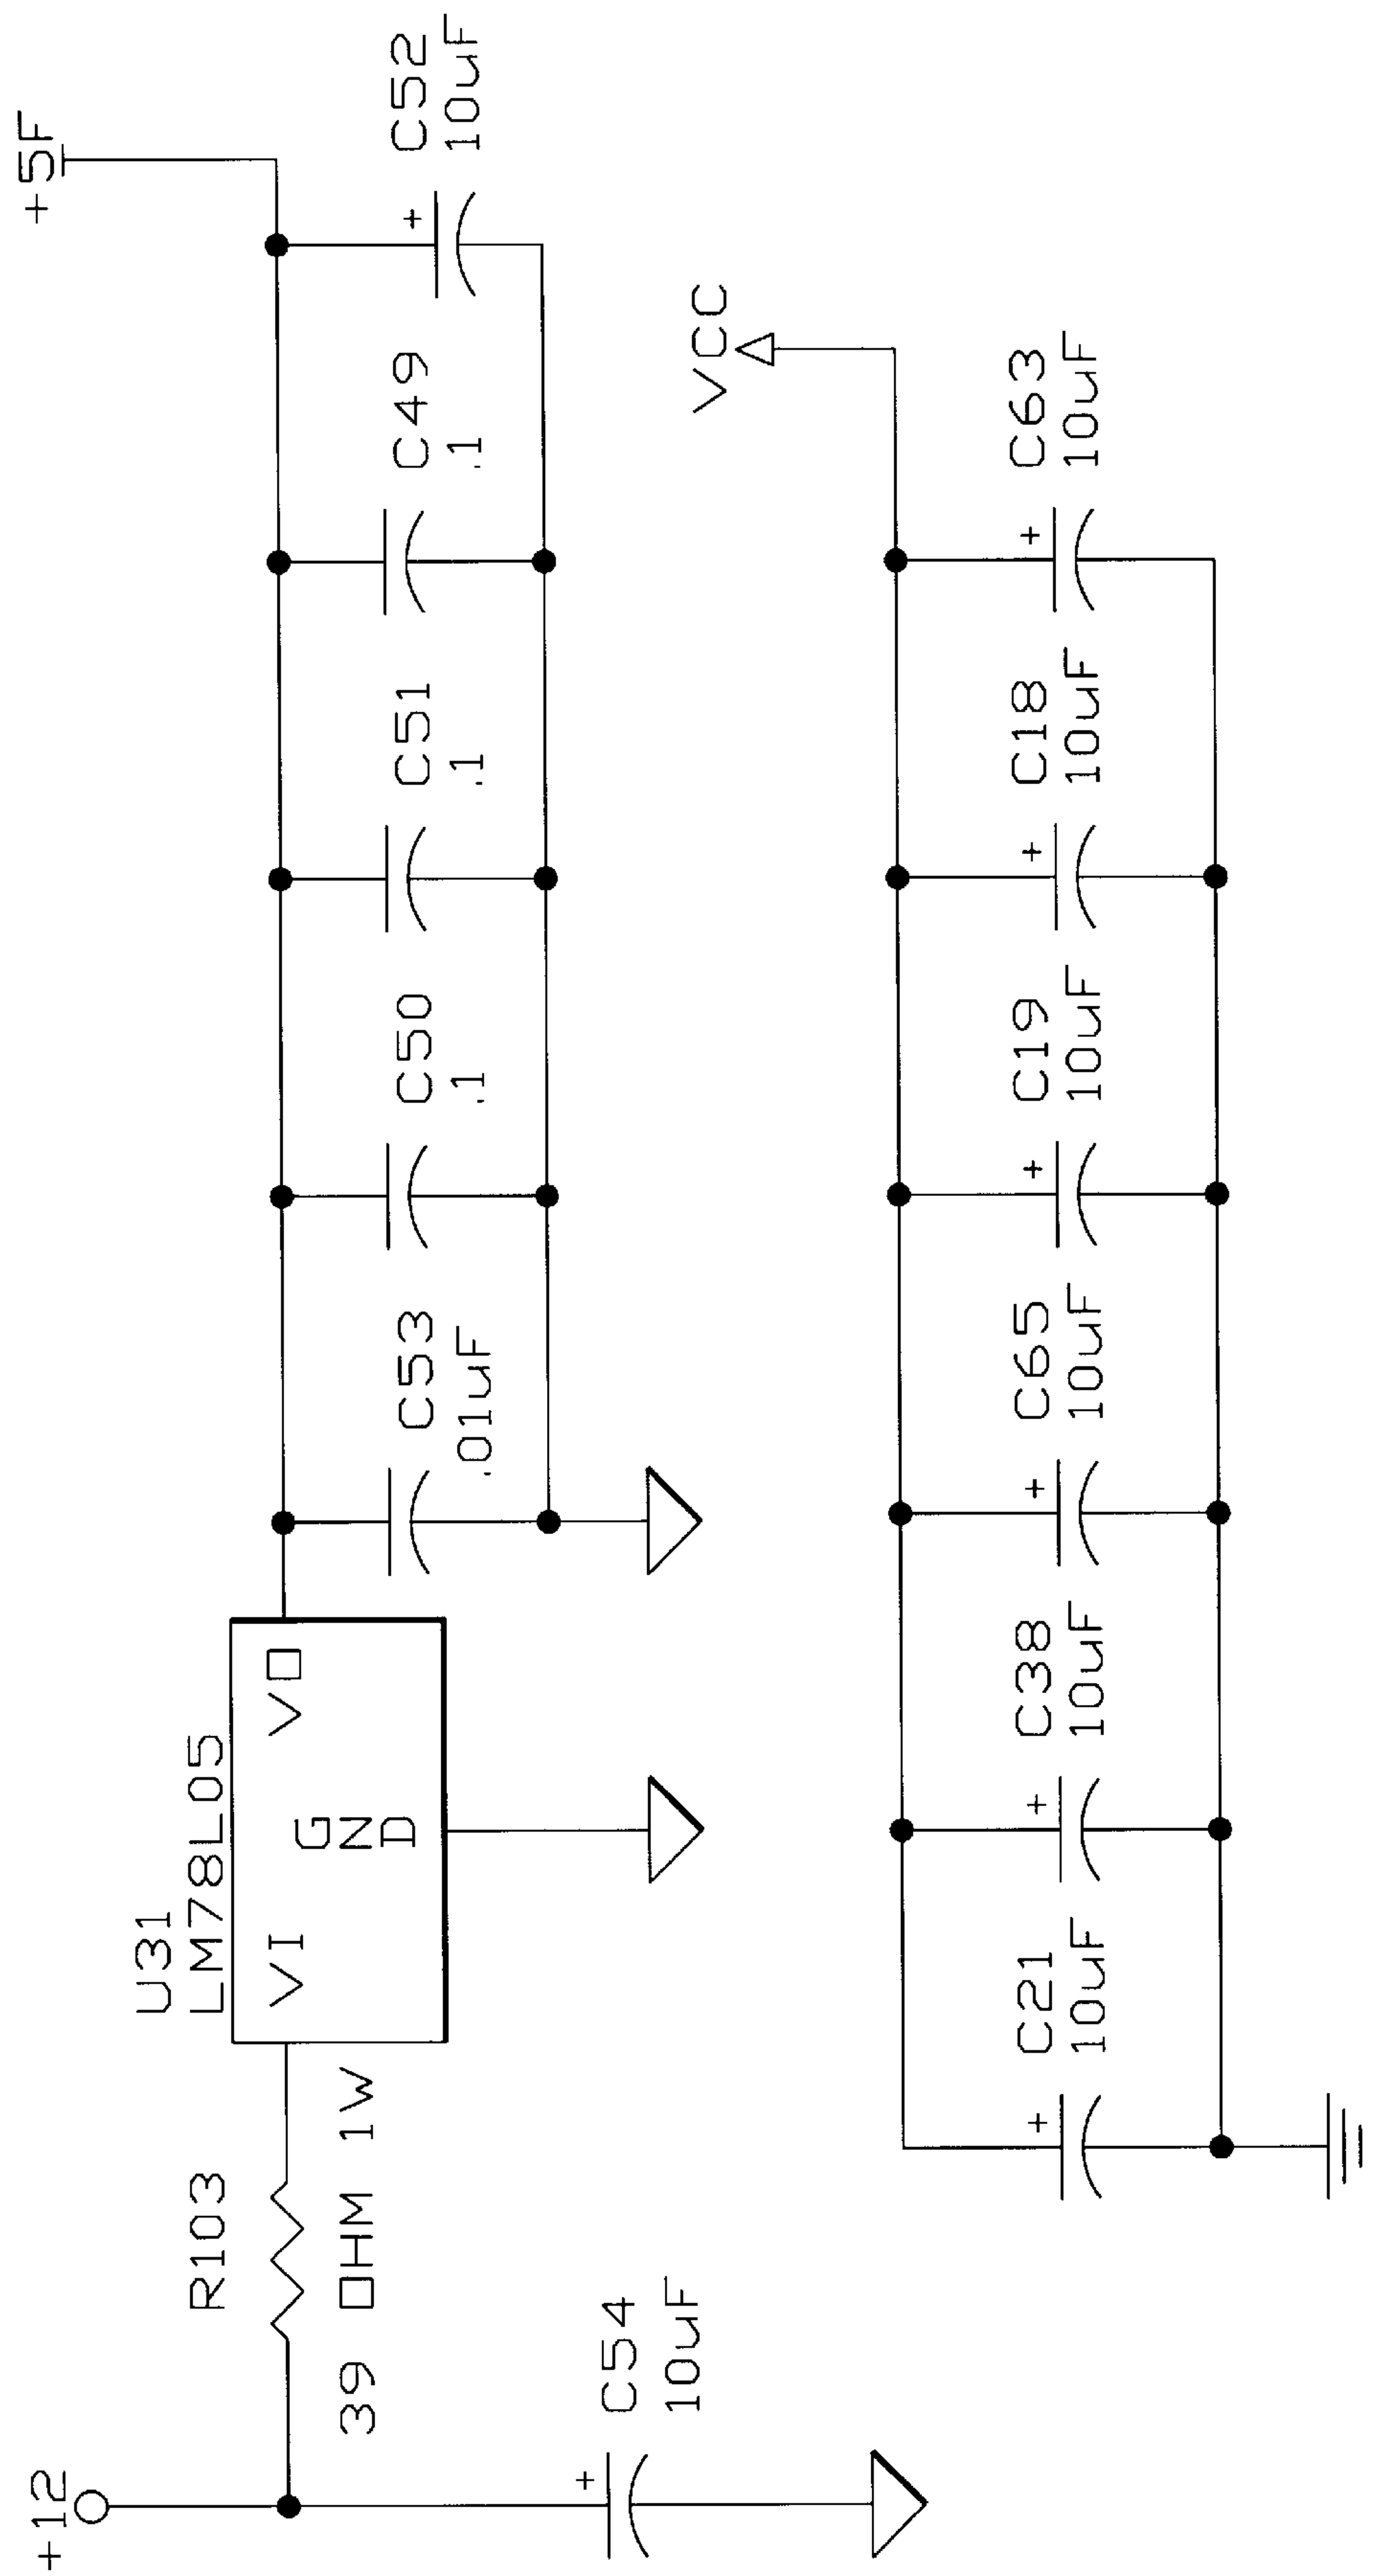 +12
R103
39 OHM 1W
C54
10uF
U31
LM78L05
VI
GND
VO
C53
.01uF
C50
.1
C51
.1
C49
.1
C52
10uF
+5F
+
+
VCC
C21
10uF
+
C38
10uF
+
C65
10uF
+
C19
10uF
+
C18
10uF
+
C63
10uF
+